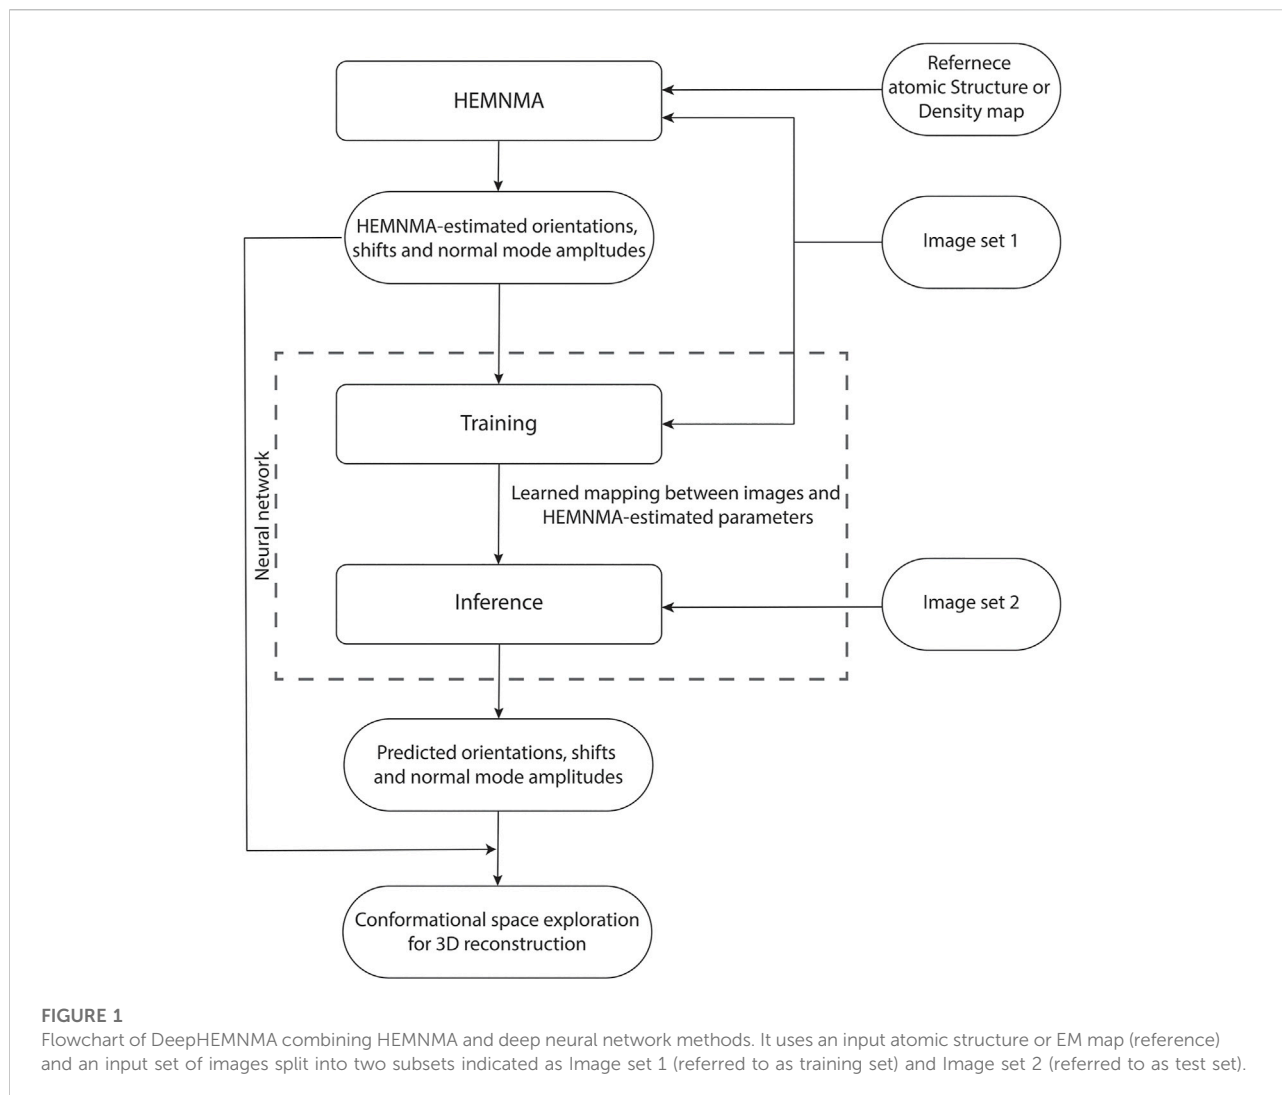 HEMNMA
Refernece
atomic Structure or
Density map
HEMNMA-estimated orientations,
shifts and normal mode ampltudes
Image set 1
Training
Neural network
Learned mapping between images and
HEMNMA-estimated parameters
Inference
Image set 2
Predicted orientations, shifts
and normal mode amplitudes
Conformational space exploration
for 3D reconstruction
FIGURE 1
Flowchart of DeepHEMNMA combining HEMNMA and deep neural network methods. It uses an input atomic structure or EM map (reference)
and an input set of images split into two subsets indicated as Image set 1 (referred to as training set) and Image set 2 (referred to as test set).